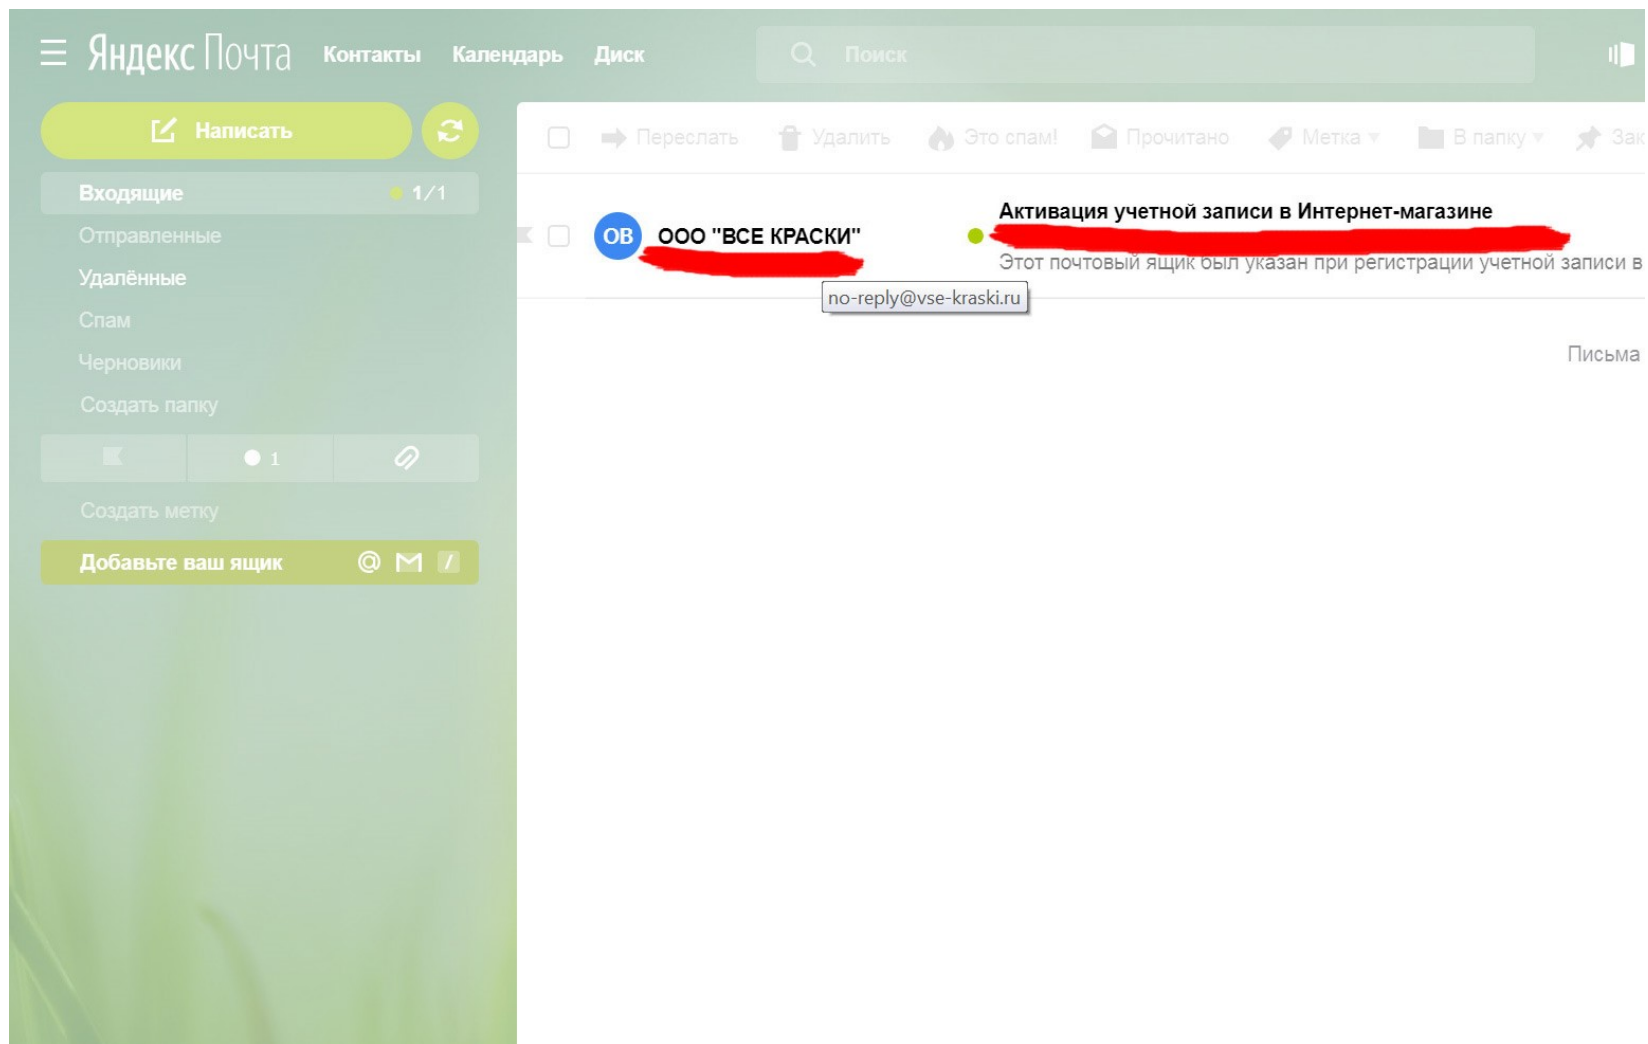 Яндекс Почта Контакты Календарь Диск Поиск
Написать
Переслать Удалить Это спам! Прочитано Метка В папку Зак
Входящие 1/1
Отправленные
Удалённые
Спам
Черновики
Создать папку
1
Создать метку
Добавьте ваш ящик @ /
ОВ ООО "ВСЕ КРАСКИ"
Активация учетной записи в Интернет-магазине
Этот почтовый ящик был указан при регистрации учетной записи в
no-reply@vse-kraski.ru
Письма